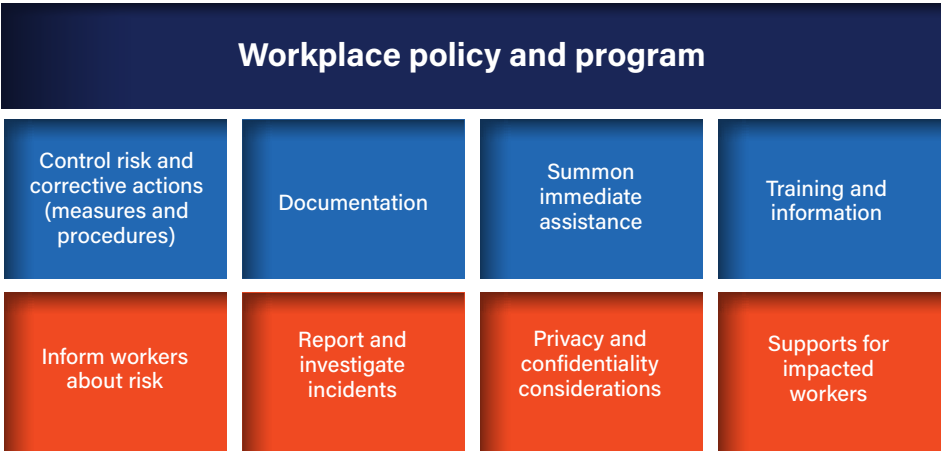 Workplace policy and program
Control risk and
corrective actions
(measures and
procedures)
Documentation
Summon
immediate
assistance
Training and
information
Inform workers
about risk
Report and
investigate
incidents
Privacy and
confidentiality
considerations
Supports for
impacted
workers